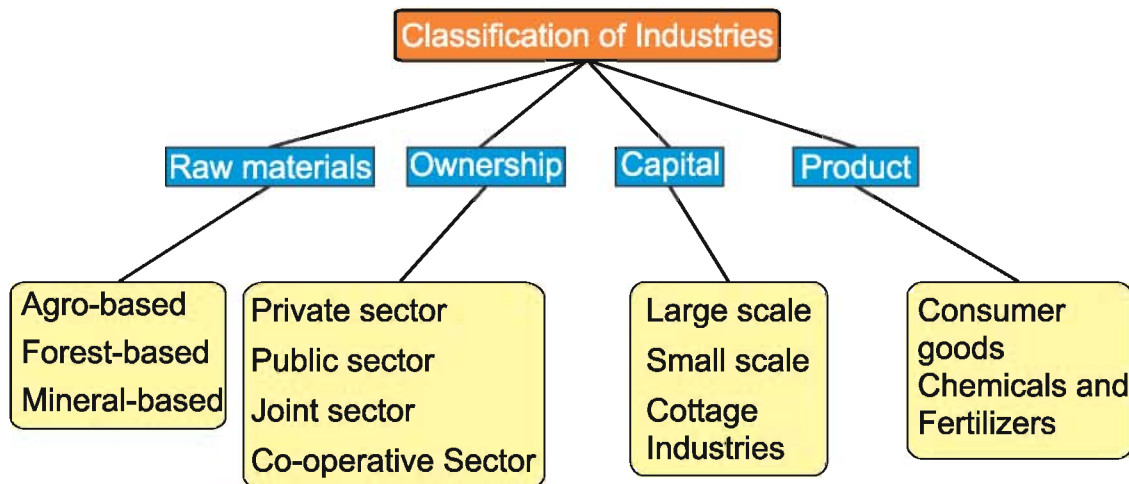 Classification of Industries
Raw materials
Ownership
Capital
Product
Agro-based
Forest-based
Mineral-based
Private sector
Public sector
Joint sector
Co-operative Sector
Large scale
Small scale
Cottage
Industries
Consumer
goods
Chemicals and
Fertilizers